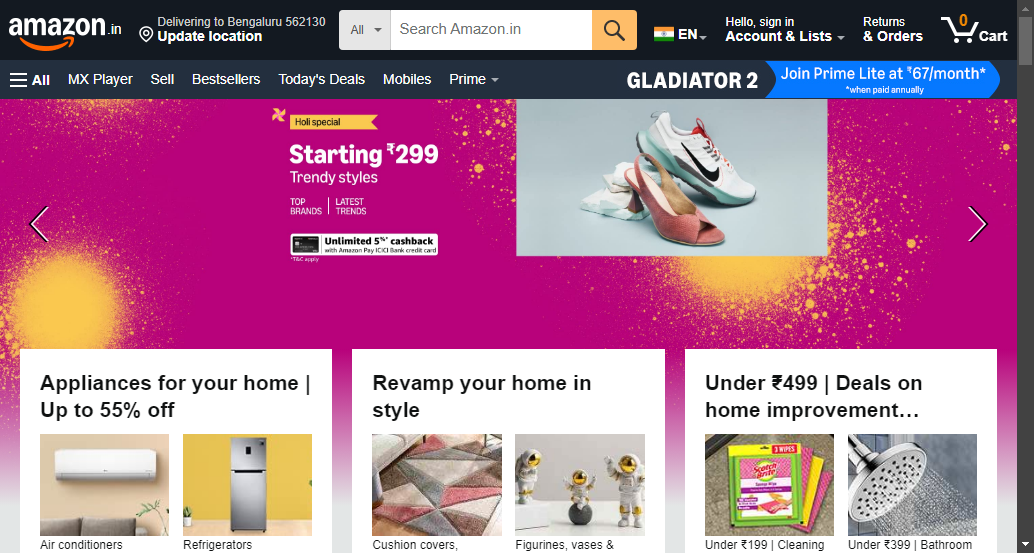 amazon.in
Delivering to Bengaluru 562130
Update location
All
Search Amazon.in
EN
Hello, sign in
Account & Lists
Returns
& Orders
0
Cart
All
MX Player
Sell
Bestsellers
Today's Deals
Mobiles
Prime
GLADIATOR 2
Join Prime Lite at ₹67/month*
*when paid annually
Holi special
Starting ₹299
Trendy styles
TOP
BRANDS
LATEST
TRENDS
Unlimited 5%* cashback
with Amazon Pay ICICI Bank credit card
*T&C apply
Appliances for your home |
Up to 55% off
Revamp your home in
style
Under ₹499 | Deals on
home improvement…
3 WIPES
Scotch
Brite
Air conditioners
Refrigerators
Cushion covers,
Figurines, vases &
Under ₹199 | Cleaning
Under ₹399 | Bathroom